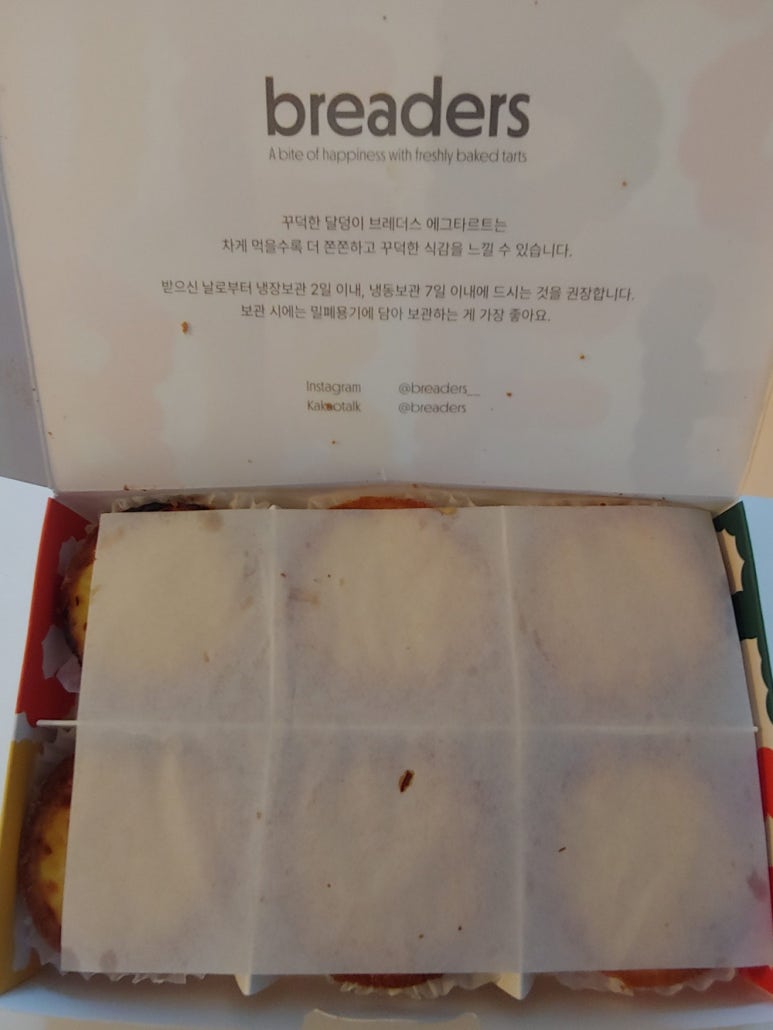 breaders
A bite of happiness with freshly baked tarts
꾸덕한 달덩이 브레더스 에그타르트는
차게 먹을수록 더 쫀쫀하고 꾸덕한 식감을 느낄 수 있습니다.
받으신 날로부터 냉장보관 2일 이내, 냉동보관 7일 이내에 드시는 것을 권장합니다.
보관 시에는 밀폐용기에 담아 보관하는 게 가장 좋아요.
Instagram @breaders__
Kakaotalk @breaders